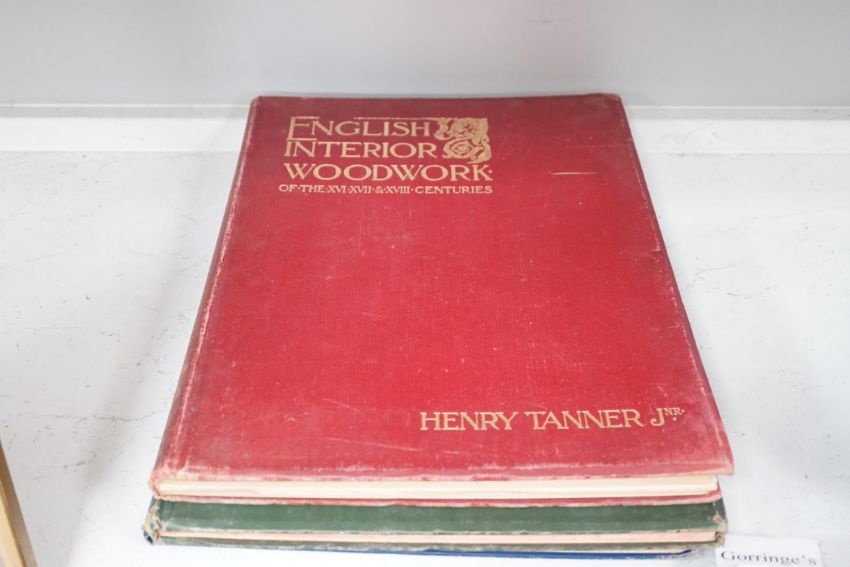 ENGLISH
INTERIOR
WOODWORK·
OF·THE·XVI·XVII·&·XVIII·CENTURIES
HENRY TANNER JNR·
Gorringe's